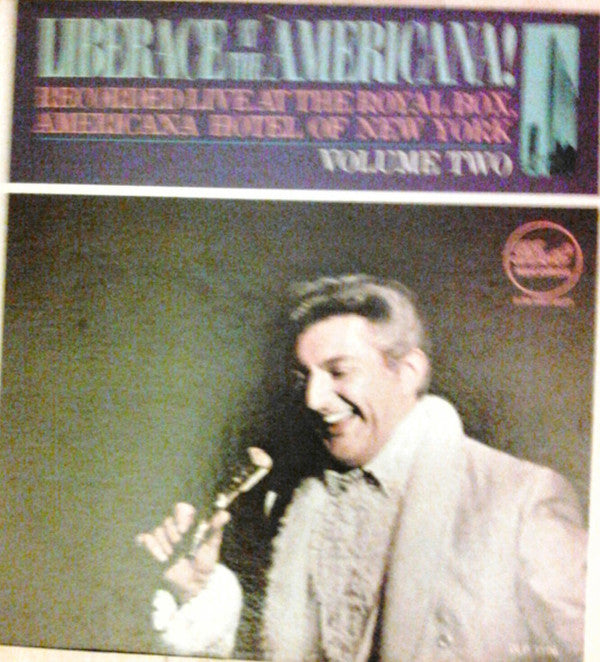 LIBERACE AT THE AMERICANA!
RECORDED LIVE AT THE ROYAL BOX,
AMERICANA HOTEL OF NEW YORK
VOLUME TWO